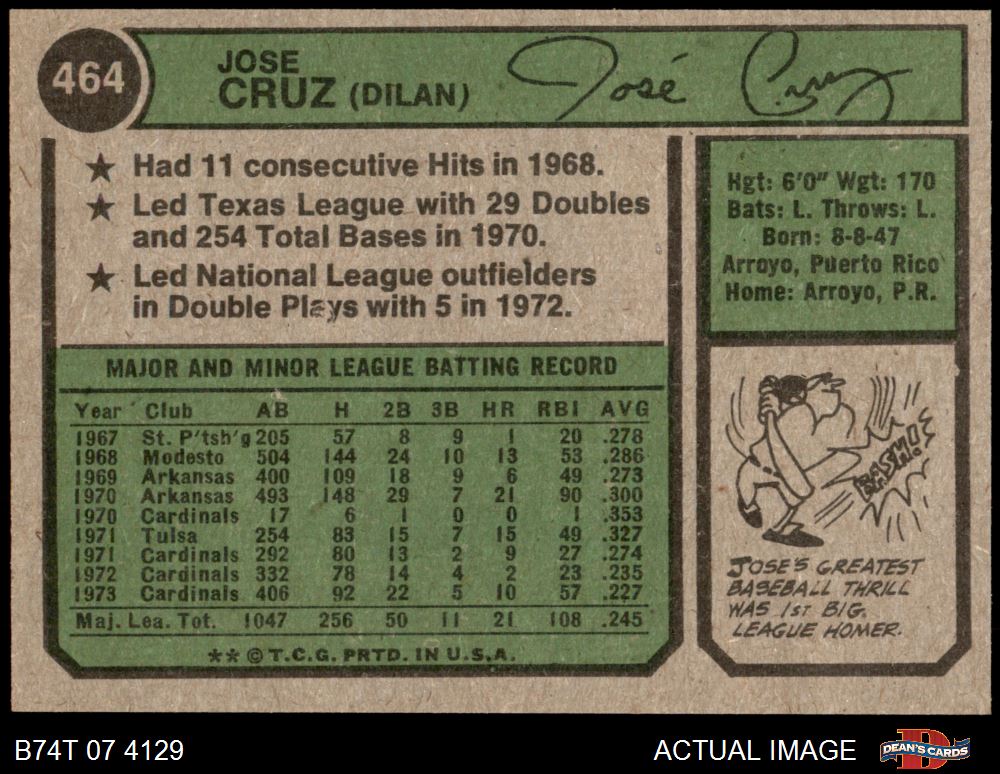 464
JOSE
CRUZ (DILAN)
José Cruz
★ Had 11 consecutive Hits in 1968.
★ Led Texas League with 29 Doubles
and 254 Total Bases in 1970.
★ Led National League outfielders
in Double Plays with 5 in 1972.
Hgt: 6'0" Wgt: 170
Bats: L. Throws: L.
Born: 8-8-47
Arroyo, Puerto Rico
Home: Arroyo, P.R.
MAJOR AND MINOR LEAGUE BATTING RECORD
Year Club AB H 2B 3B HR RBI AVG
1967 St. P'tsh'g 205 57 8 9 1 20 .278
1968 Modesto 504 144 24 10 13 53 .286
1969 Arkansas 400 109 18 9 6 49 .273
1970 Arkansas 493 148 29 7 21 90 .300
1970 Cardinals 17 6 1 0 0 1 .353
1971 Tulsa 254 83 15 7 15 49 .327
1971 Cardinals 292 80 13 2 9 27 .274
1972 Cardinals 332 78 14 4 2 23 .235
1973 Cardinals 406 92 22 5 10 57 .227
Maj. Lea. Tot. 1047 256 50 11 21 108 .245
** © T.C.G. PRTD. IN U.S.A.
BASH!
JOSE'S GREATEST
BASEBALL THRILL
WAS 1ST BIG
LEAGUE HOMER.
B74T 07 4129
ACTUAL IMAGE
DEAN'S CARDS